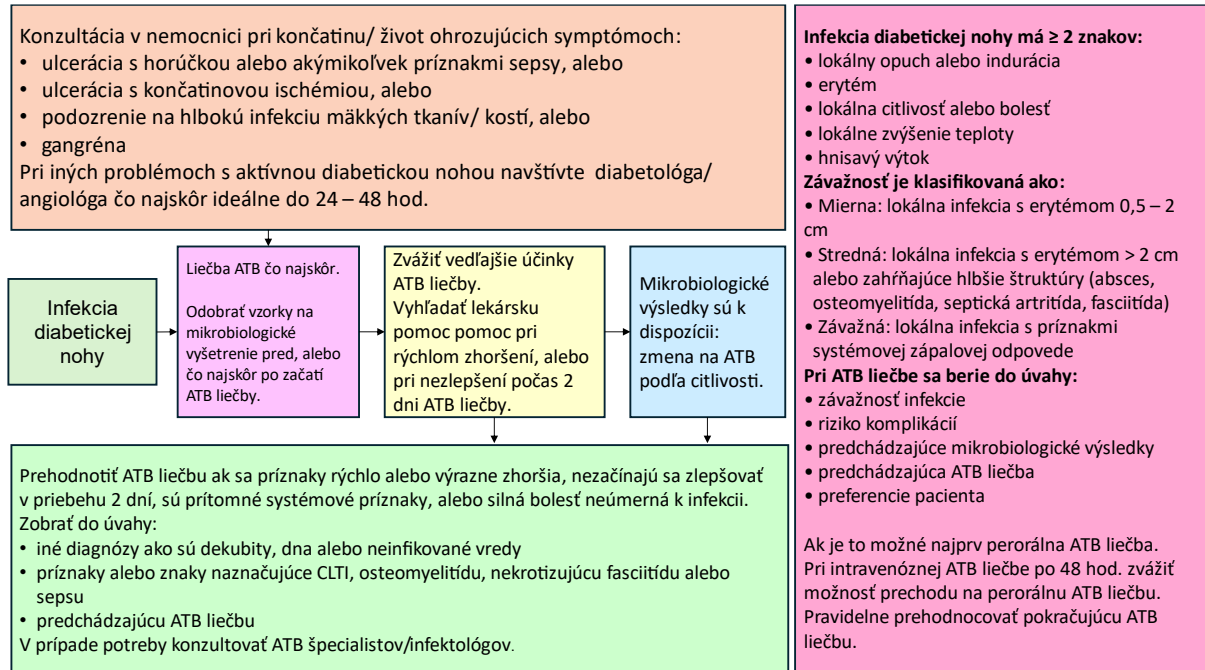 Konzultácia v nemocnici pri končatinu/ život ohrozujúcich symptómoch:
• ulcerácia s horúčkou alebo akýmikoľvek príznakmi sepsy, alebo
• ulcerácia s končatinovou ischémiou, alebo
• podozrenie na hlbokú infekciu mäkkých tkanív/ kostí, alebo
• gangréna
Pri iných problémoch s aktívnou diabetickou nohou navštívte diabetológa/
angiológa čo najskôr ideálne do 24 – 48 hod.
Infekcia
diabetickej
nohy
Liečba ATB čo najskôr.
Odobrať vzorky na
mikrobiologické
vyšetrenie pred, alebo
čo najskôr po začatí
ATB liečby.
Zvážiť vedľajšie účinky
ATB liečby.
Vyhľadať lekársku
pomoc pomoc pri
rýchlom zhoršení, alebo
pri nezlepšení počas 2
dni ATB liečby.
Mikrobiologické
výsledky sú k
dispozícii:
zmena na ATB
podľa citlivosti.
Prehodnotiť ATB liečbu ak sa príznaky rýchlo alebo výrazne zhoršia, nezačínajú sa zlepšovať
v priebehu 2 dní, sú prítomné systémové príznaky, alebo silná bolesť neúmerná k infekcii.
Zobrať do úvahy:
• iné diagnózy ako sú dekubity, dna alebo neinfikované vredy
• príznaky alebo znaky naznačujúce CLTI, osteomyelitídu, nekrotizujúcu fasciitídu alebo
sepsu
• predchádzajúcu ATB liečbu
V prípade potreby konzultovať ATB špecialistov/infektológov.
Infekcia diabetickej nohy má ≥ 2 znakov:
• lokálny opuch alebo indurácia
• erytém
• lokálna citlivosť alebo bolesť
• lokálne zvýšenie teploty
• hnisavý výtok
Závažnosť je klasifikovaná ako:
• Mierna: lokálna infekcia s erytémom 0,5 – 2
cm
• Stredná: lokálna infekcia s erytémom > 2 cm
alebo zahŕňajúce hlbšie štruktúry (absces,
osteomyelitída, septická artritída, fasciitída)
• Závažná: lokálna infekcia s príznakmi
systémovej zápalovej odpovede
Pri ATB liečbe sa berie do úvahy:
• závažnosť infekcie
• riziko komplikácií
• predchádzajúce mikrobiologické výsledky
• predchádzajúca ATB liečba
• preferencie pacienta
Ak je to možné najprv perorálna ATB liečba.
Pri intravenóznej ATB liečbe po 48 hod. zvážiť
možnosť prechodu na perorálnu ATB liečbu.
Pravidelne prehodnocovať pokračujúcu ATB
liečbu.